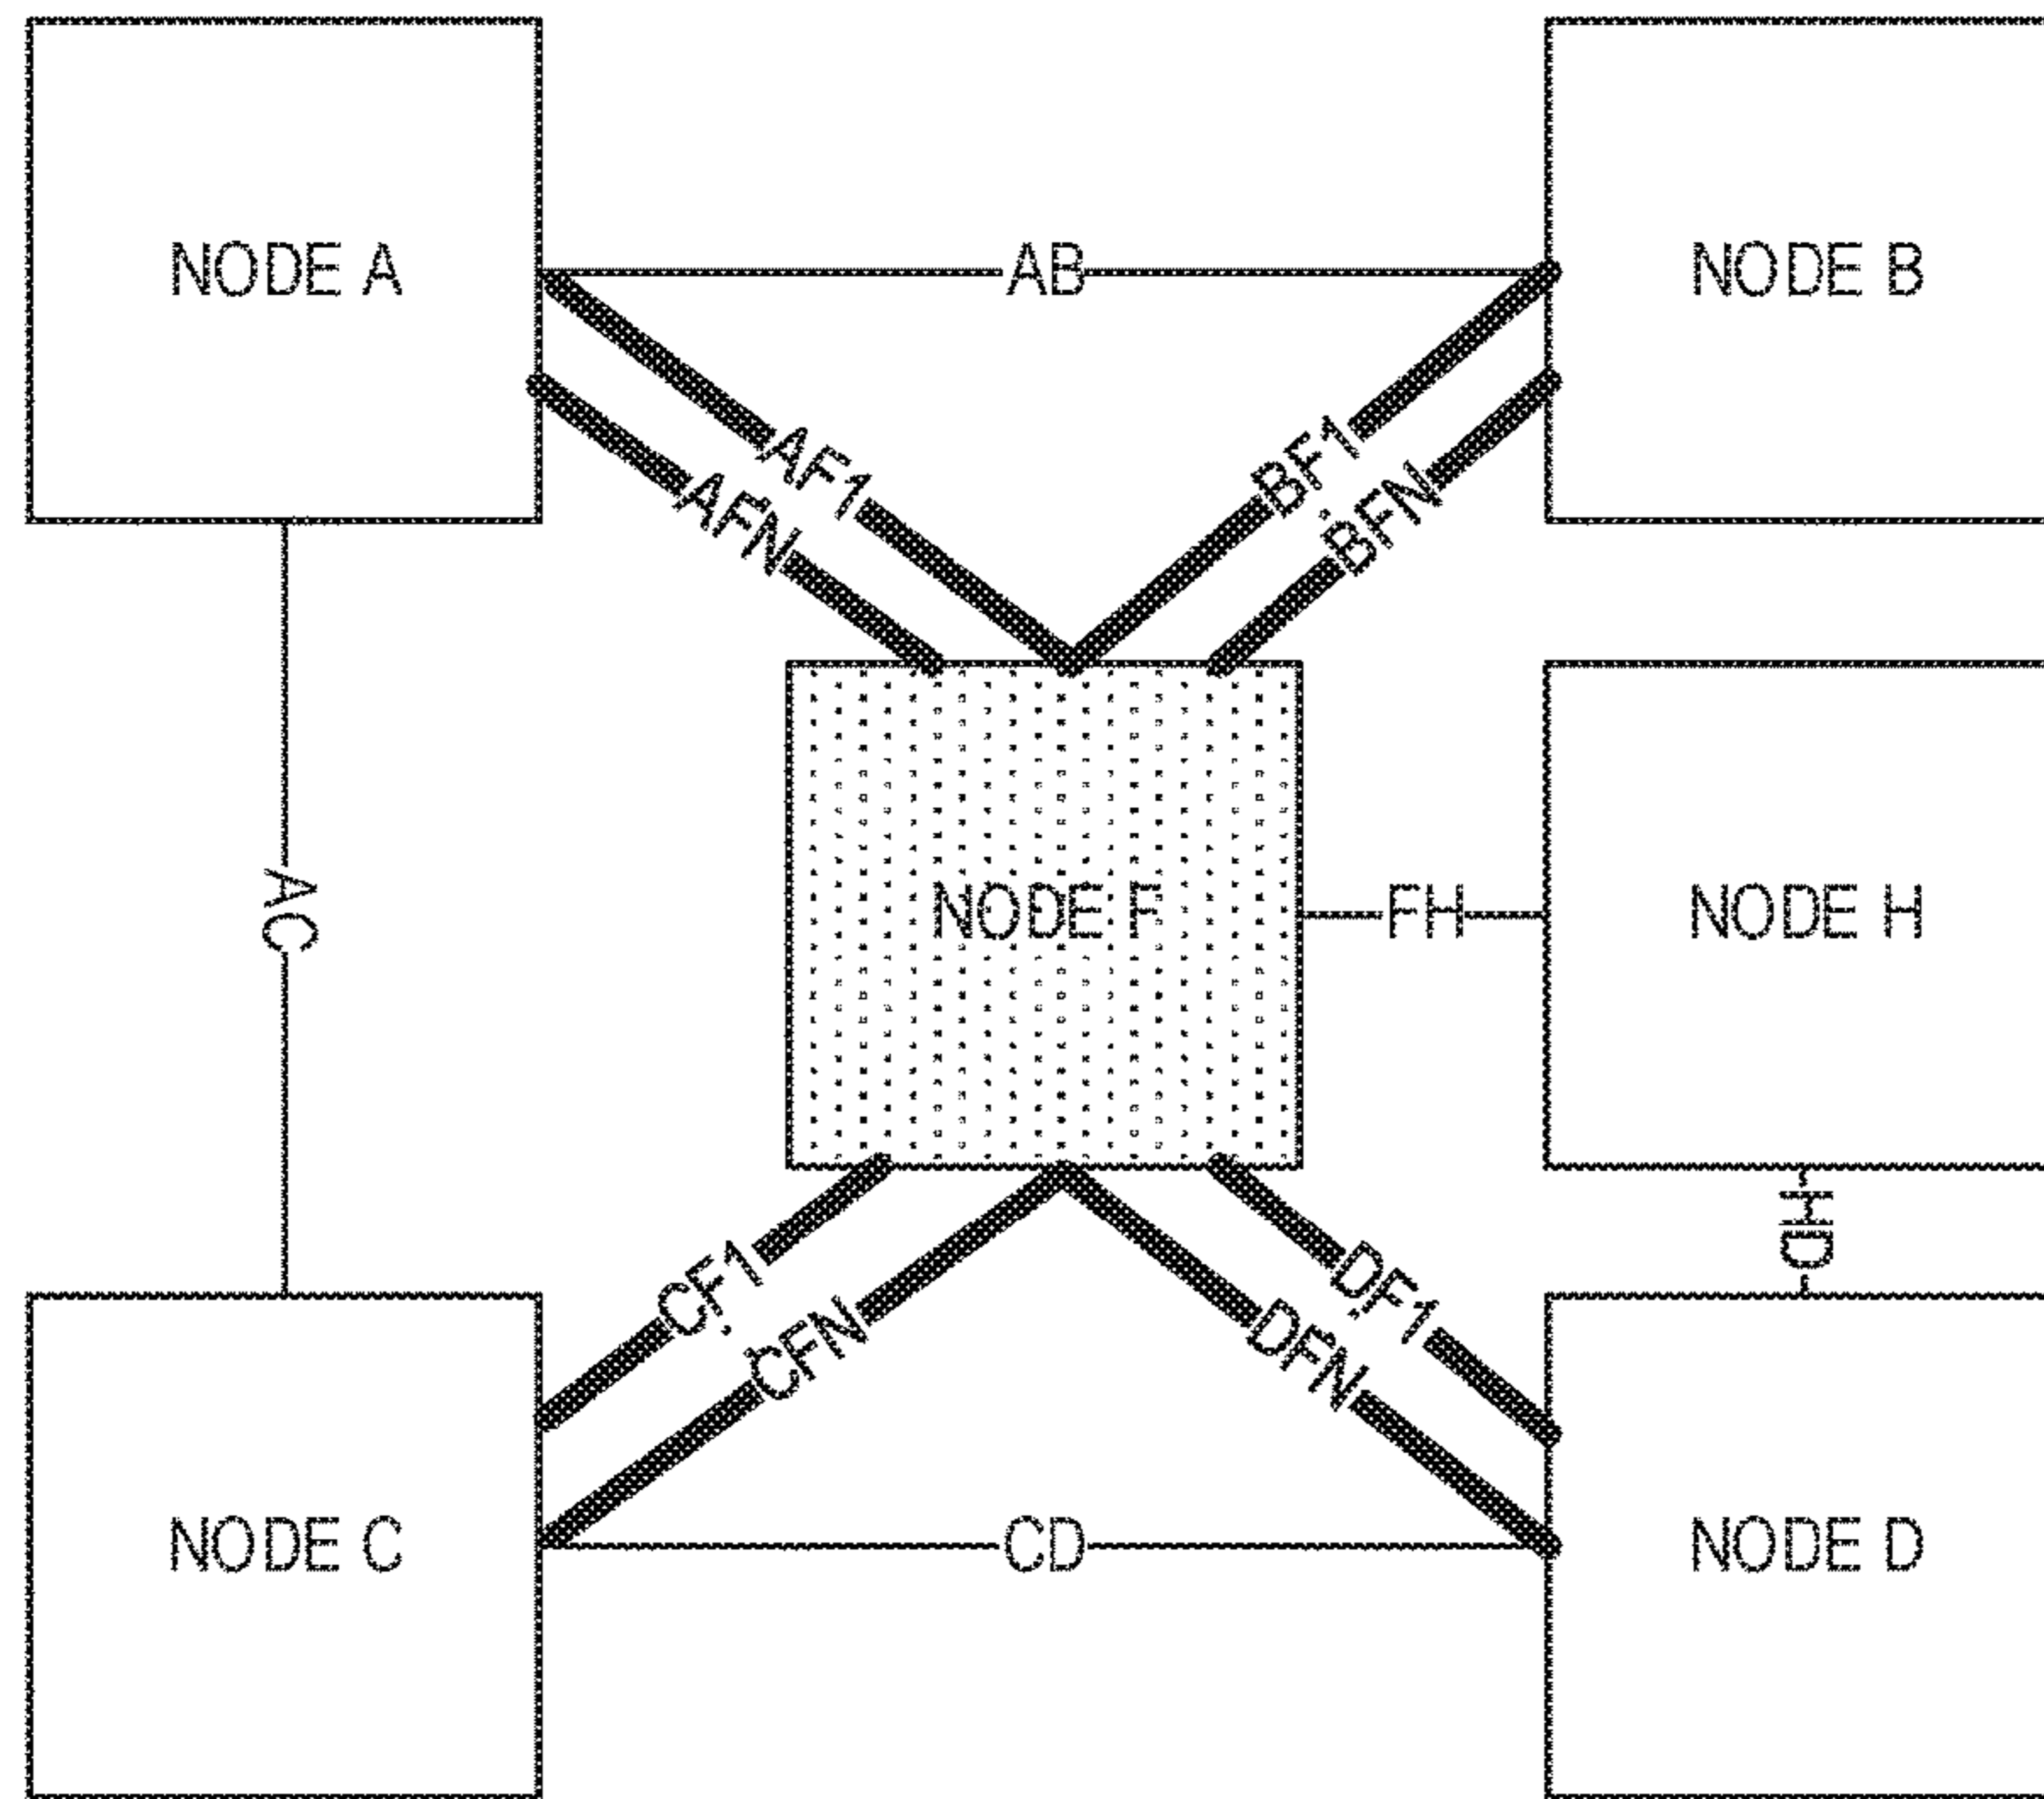 NODE A
AB
NODE B
AF1
AFN
BF1
BFN
AC
NODE F
FH
NODE H
HD
CF1
CFN
DF1
DFN
NODE C
CD
NODE D